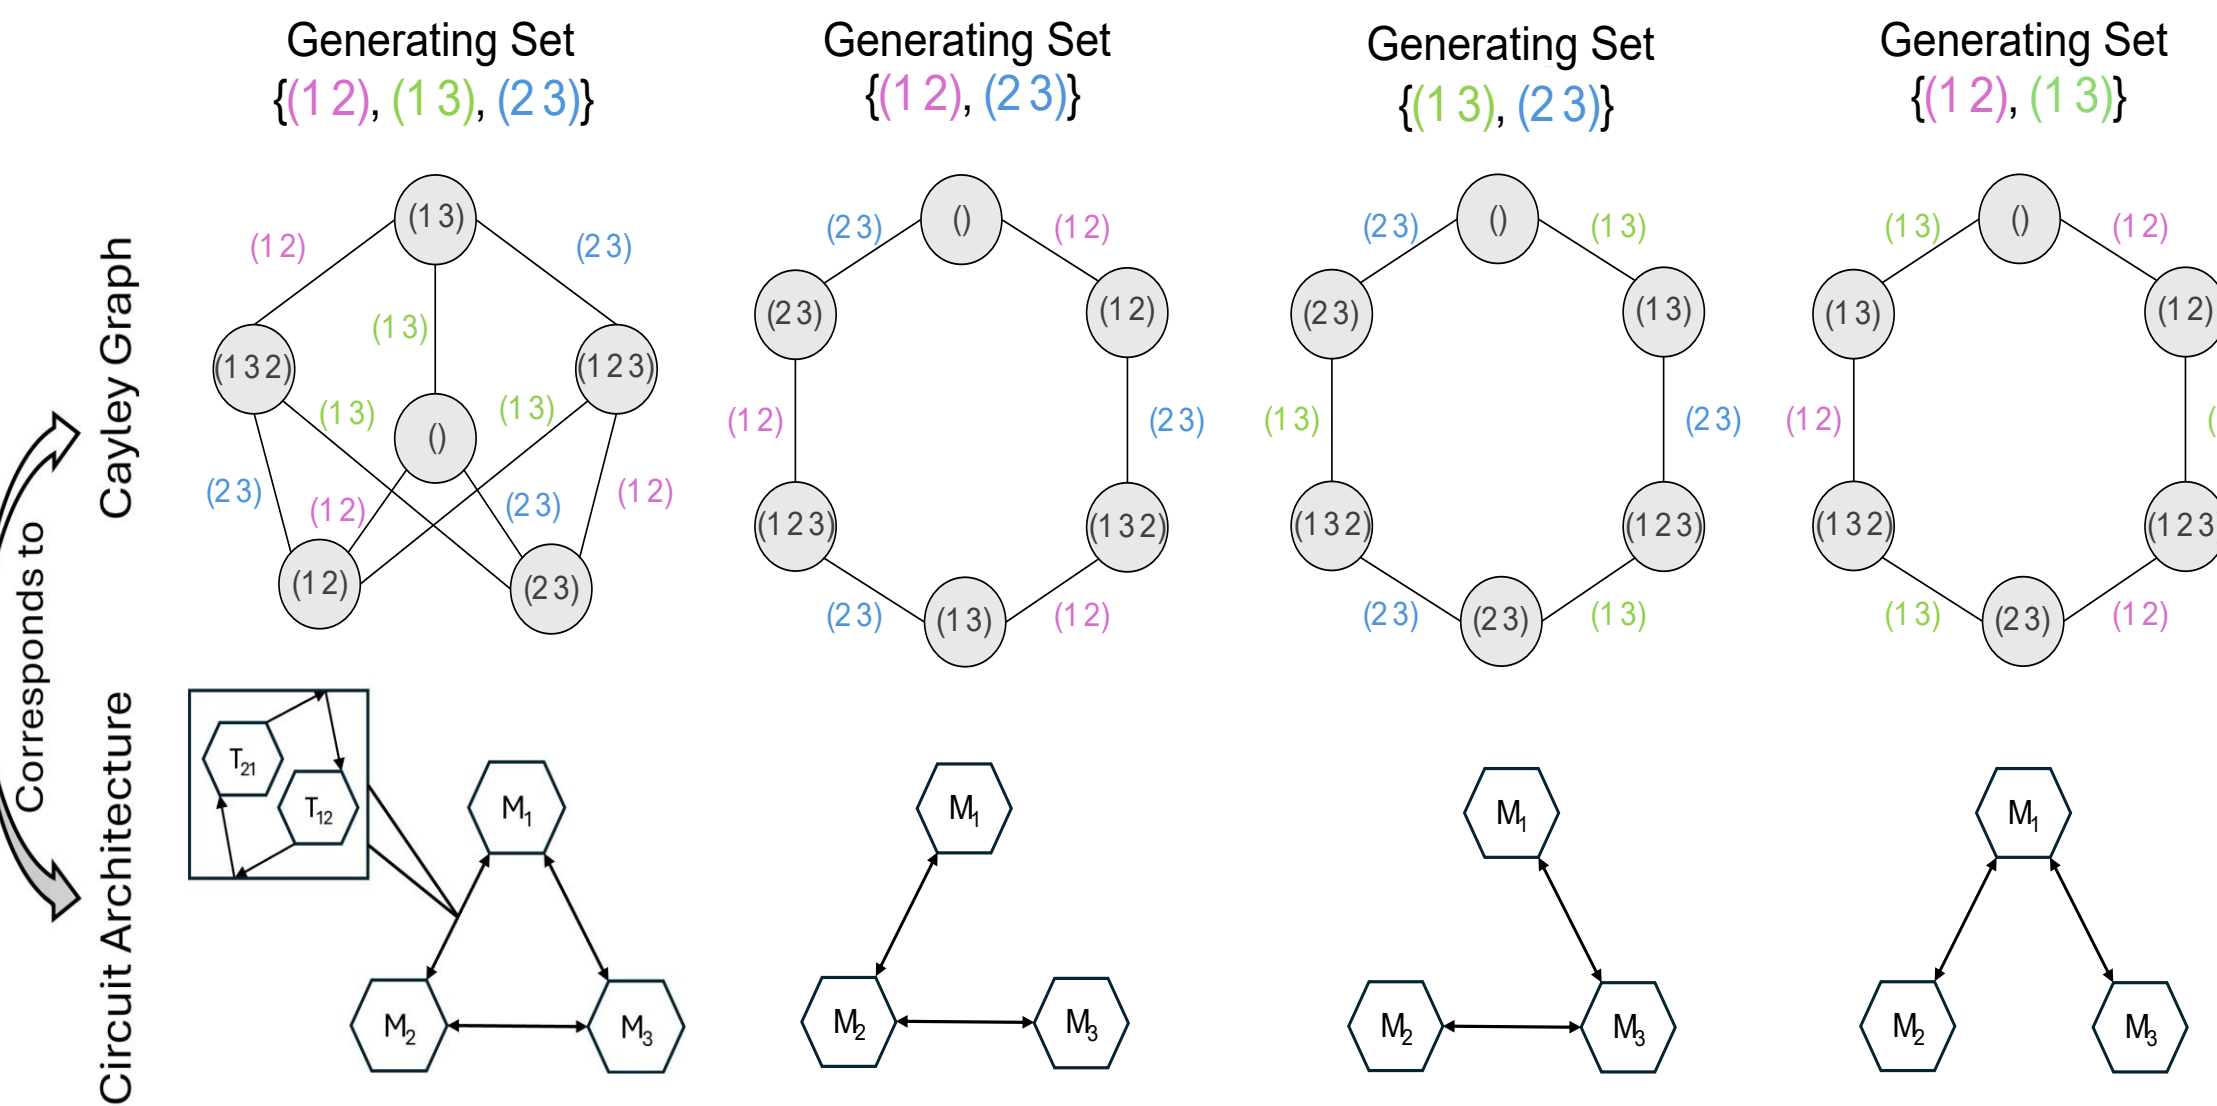 Generating Set
{(1 2), (1 3), (2 3)}
Generating Set
{(1 2), (2 3)}
Generating Set
{(1 3), (2 3)}
Generating Set
{(1 2), (1 3)}
Corresponds to
Cayley Graph
(1 3)
(1 2)
(2 3)
(1 3)
(1 3 2)
(1 2 3)
(1 3)
(1 3)
()
(2 3)
(1 2)
(2 3)
(1 2)
(1 2)
(2 3)
()
(2 3)
(1 2)
(2 3)
(1 2)
(1 2)
(2 3)
(1 2 3)
(1 3 2)
(2 3)
(1 2)
(1 3)
()
(2 3)
(1 3)
(2 3)
(1 3)
(1 3)
(2 3)
(1 3 2)
(1 2 3)
(2 3)
(1 3)
(2 3)
()
(1 3)
(1 2)
(1 3)
(1 2)
(1 2)
(
(1 3 2)
(1 2 3
(1 3)
(1 2)
(2 3)
Circuit Architecture
T21
T12
M1
M2
M3
M1
M2
M3
M1
M2
M3
M1
M2
M3